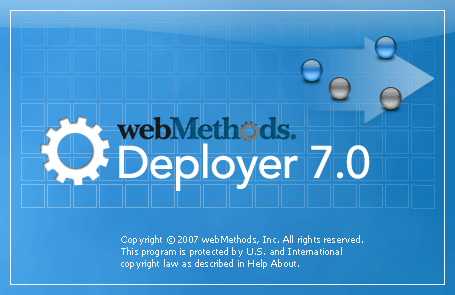 webMethods.
Deployer 7.0
Copyright © 2007 webMethods, Inc. All rights reserved.
This program is protected by U.S. and International
copyright law as described in Help About.